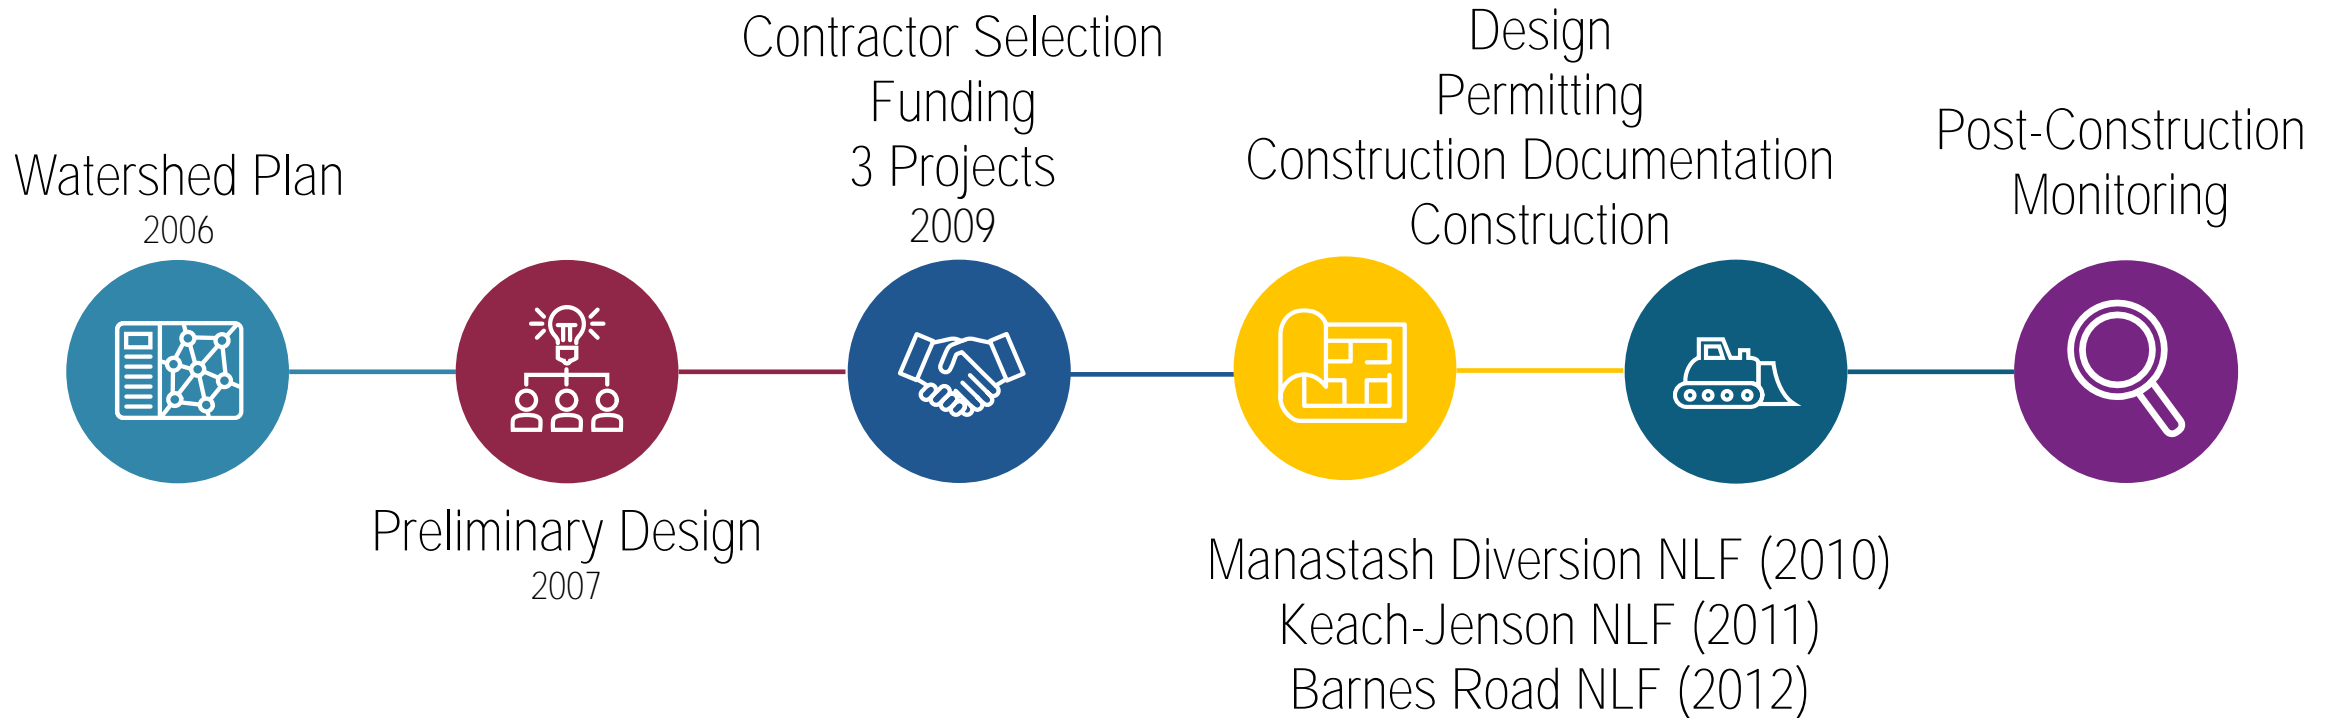 Watershed Plan
2006
Preliminary Design
2007
Contractor Selection
Funding
3 Projects
2009
Design
Permitting
Construction Documentation
Construction
Manastash Diversion NLF (2010)
Keach-Jenson NLF (2011)
Barnes Road NLF (2012)
Post-Construction
Monitoring